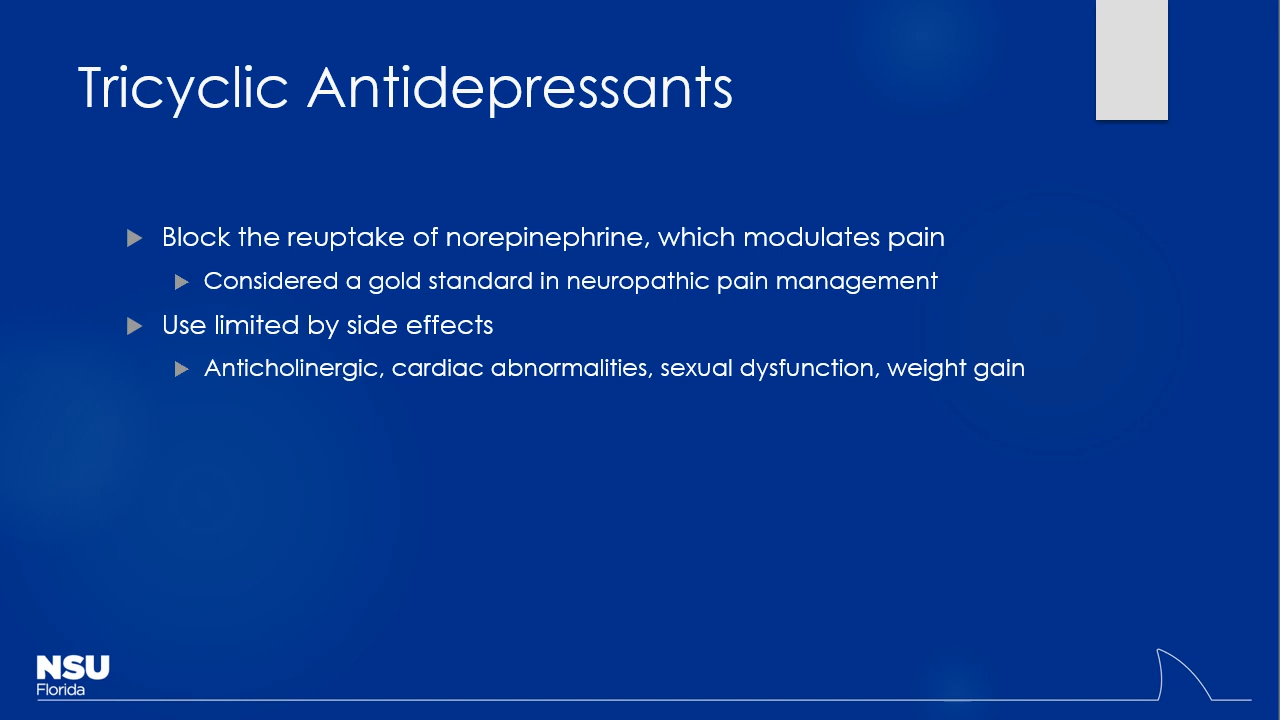 Tricyclic Antidepressants
Block the reuptake of norepinephrine, which modulates pain
Considered a gold standard in neuropathic pain management
Use limited by side effects
Anticholinergic, cardiac abnormalities, sexual dysfunction, weight gain
NSU
Florida